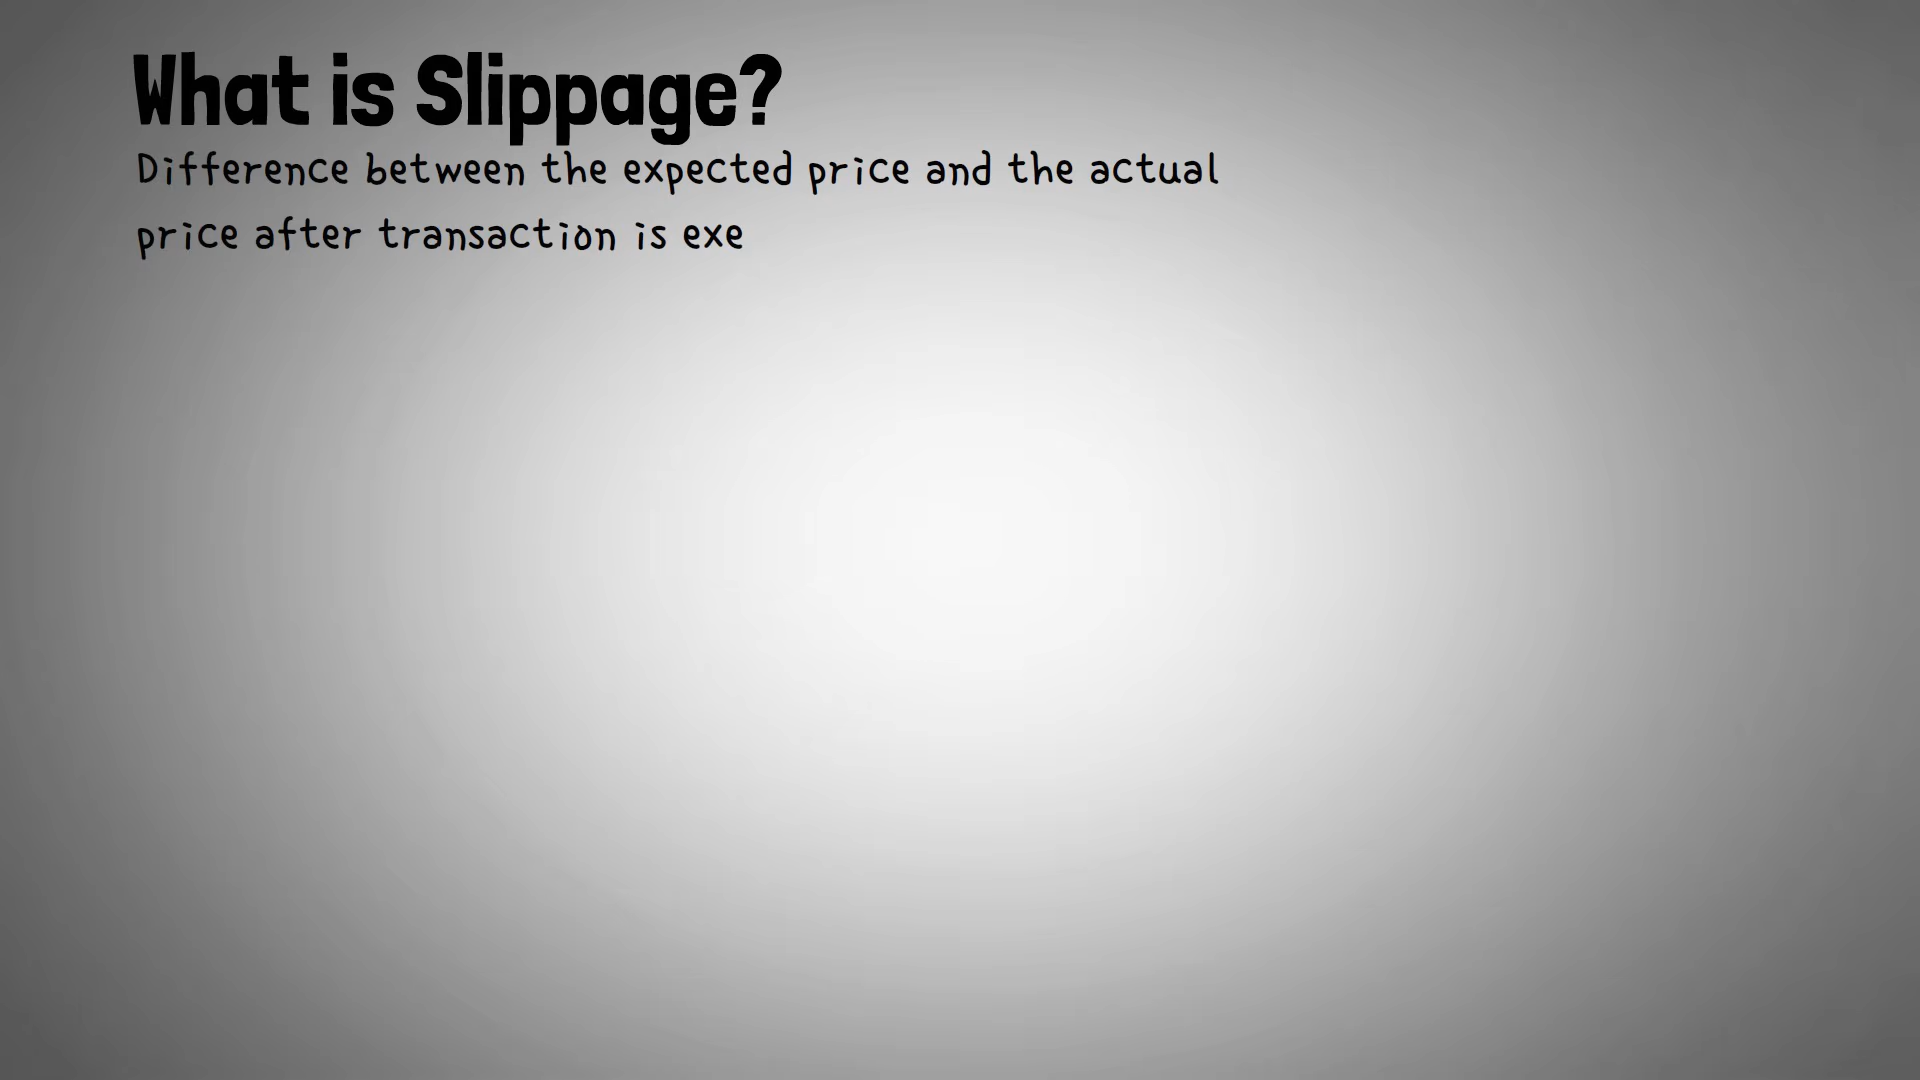 What is Slippage?
Difference between the expected price and the actual
price after transaction is exe